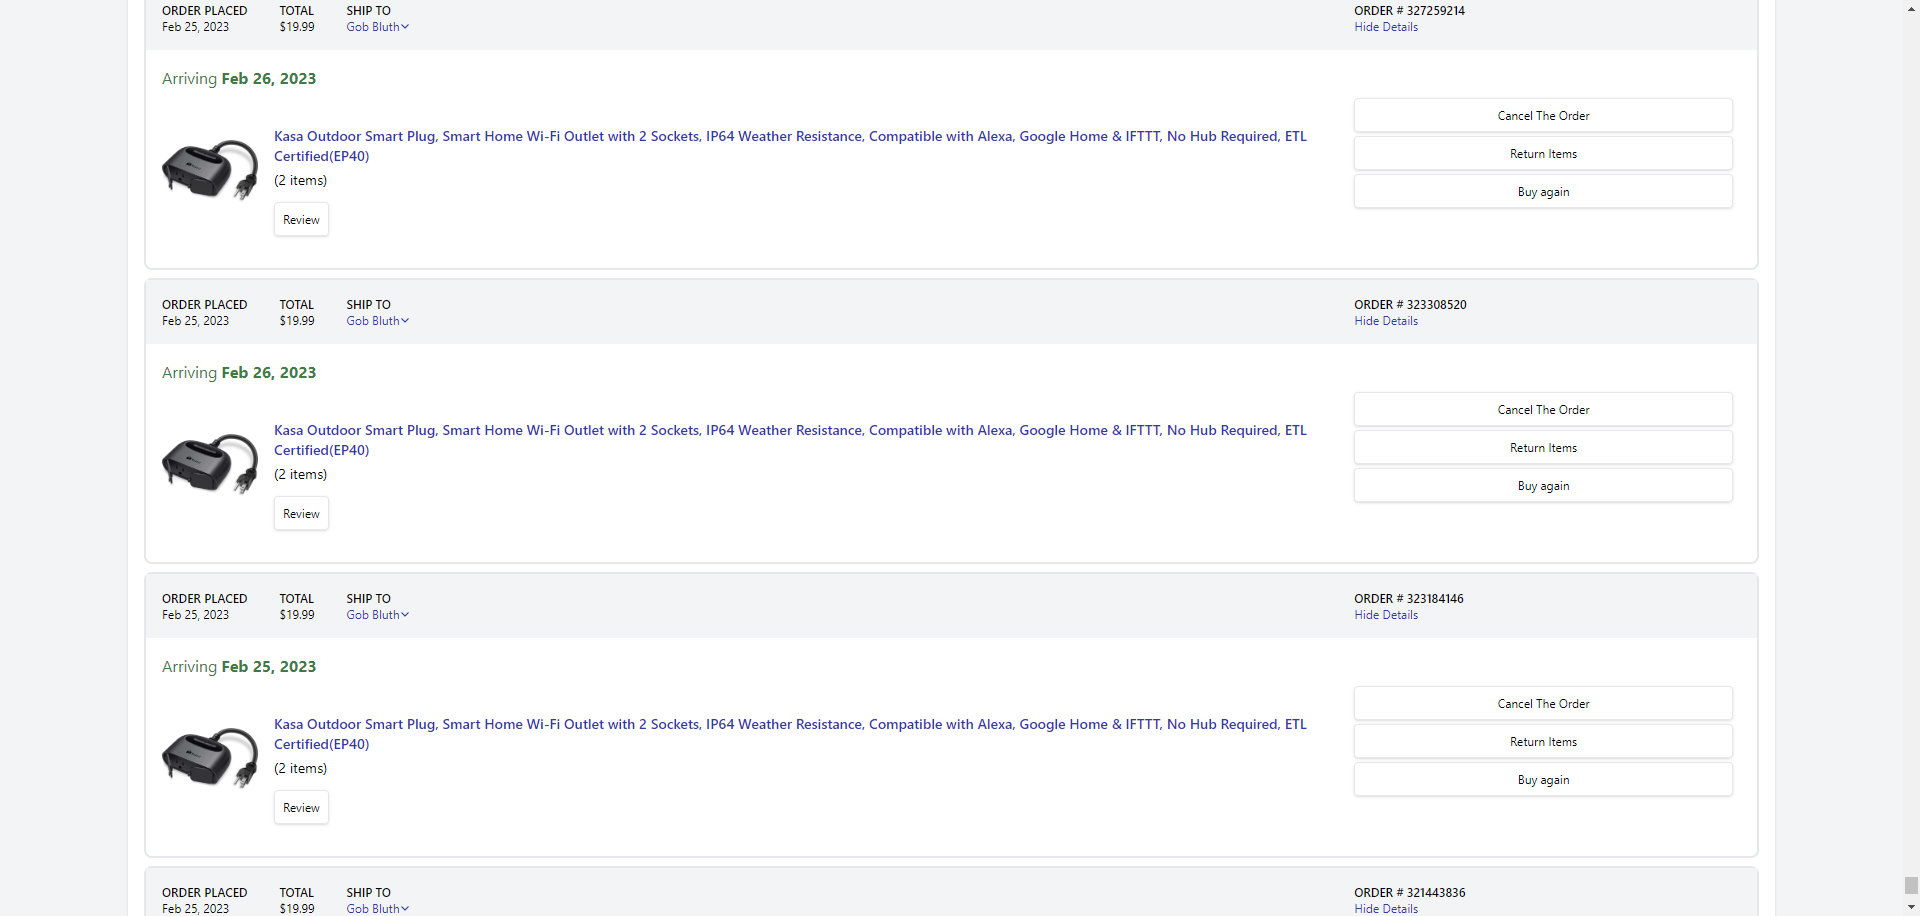 ORDER PLACED TOTAL SHIP TO ORDER # 327259214
Feb 25, 2023 $19.99 Gob Bluth Hide Details
Arriving Feb 26, 2023
Cancel The Order
Kasa Outdoor Smart Plug, Smart Home Wi-Fi Outlet with 2 Sockets, IP64 Weather Resistance, Compatible with Alexa, Google Home & IFTTT, No Hub Required, ETL
Certified(EP40)
Return Items
(2 items)
Buy again
Review
ORDER PLACED TOTAL SHIP TO ORDER # 323308520
Feb 25, 2023 $19.99 Gob Bluth Hide Details
Arriving Feb 26, 2023
Cancel The Order
Kasa Outdoor Smart Plug, Smart Home Wi-Fi Outlet with 2 Sockets, IP64 Weather Resistance, Compatible with Alexa, Google Home & IFTTT, No Hub Required, ETL
Certified(EP40)
Return Items
(2 items)
Buy again
Review
ORDER PLACED TOTAL SHIP TO ORDER # 323184146
Feb 25, 2023 $19.99 Gob Bluth Hide Details
Arriving Feb 25, 2023
Cancel The Order
Kasa Outdoor Smart Plug, Smart Home Wi-Fi Outlet with 2 Sockets, IP64 Weather Resistance, Compatible with Alexa, Google Home & IFTTT, No Hub Required, ETL
Certified(EP40)
Return Items
(2 items)
Buy again
Review
ORDER PLACED TOTAL SHIP TO ORDER # 321443836
Feb 25, 2023 $19.99 Gob Bluth Hide Details